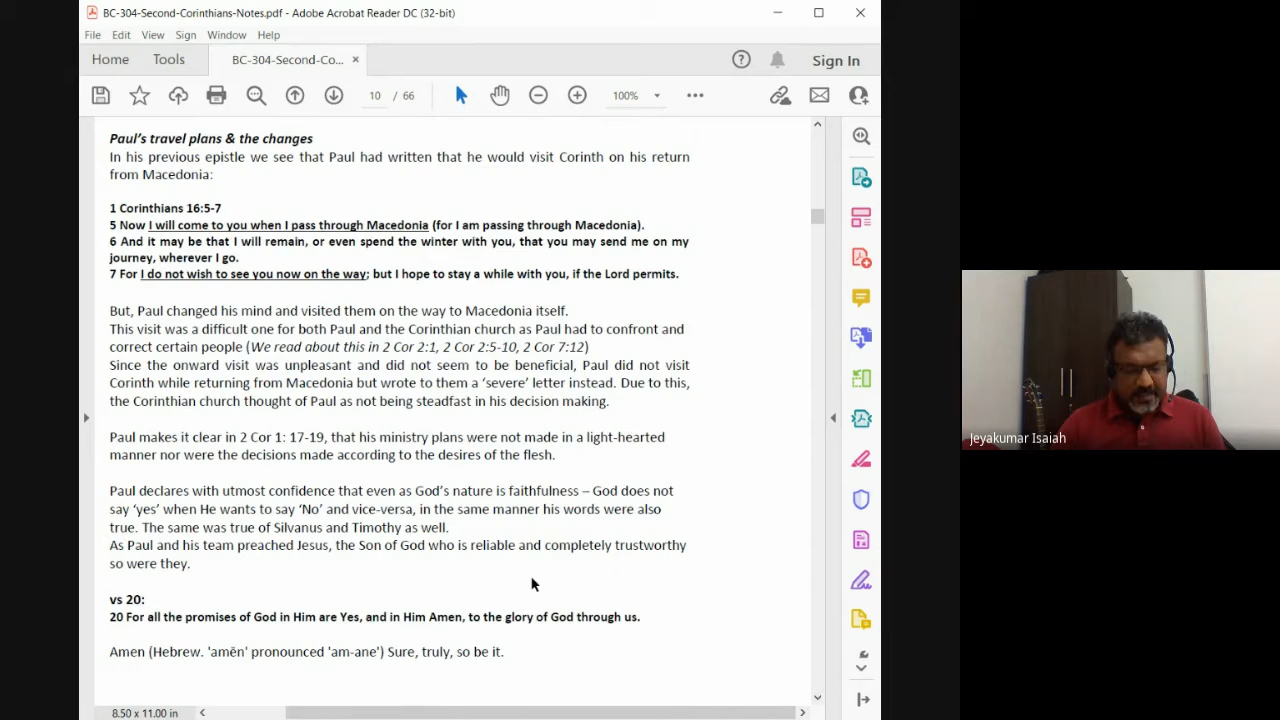 BC-304-Second-Corinthians-Notes.pdf - Adobe Acrobat Reader DC (32-bit)
File Edit View Sign Window Help
Home Tools BC-304-Second-Co... × Sign In
10 / 66 100%
Paul's travel plans & the changes
In his previous epistle we see that Paul had written that he would visit Corinth on his return
from Macedonia:
1 Corinthians 16:5-7
5 Now I will come to you when I pass through Macedonia (for I am passing through Macedonia).
6 And it may be that I will remain, or even spend the winter with you, that you may send me on my
journey, wherever I go.
7 For I do not wish to see you now on the way; but I hope to stay a while with you, if the Lord permits.
But, Paul changed his mind and visited them on the way to Macedonia itself.
This visit was a difficult one for both Paul and the Corinthian church as Paul had to confront and
correct certain people (We read about this in 2 Cor 2:1, 2 Cor 2:5-10, 2 Cor 7:12)
Since the onward visit was unpleasant and did not seem to be beneficial, Paul did not visit
Corinth while returning from Macedonia but wrote to them a 'severe' letter instead. Due to this,
the Corinthian church thought of Paul as not being steadfast in his decision making.
Paul makes it clear in 2 Cor 1: 17-19, that his ministry plans were not made in a light-hearted
manner nor were the decisions made according to the desires of the flesh.
Paul declares with utmost confidence that even as God's nature is faithfulness – God does not
say 'yes' when He wants to say 'No' and vice-versa, in the same manner his words were also
true. The same was true of Silvanus and Timothy as well.
As Paul and his team preached Jesus, the Son of God who is reliable and completely trustworthy
so were they.
vs 20:
20 For all the promises of God in Him are Yes, and in Him Amen, to the glory of God through us.
Amen (Hebrew. 'amên' pronounced 'am-ane') Sure, truly, so be it.
8.50 x 11.00 in
Jeyakumar Isaiah